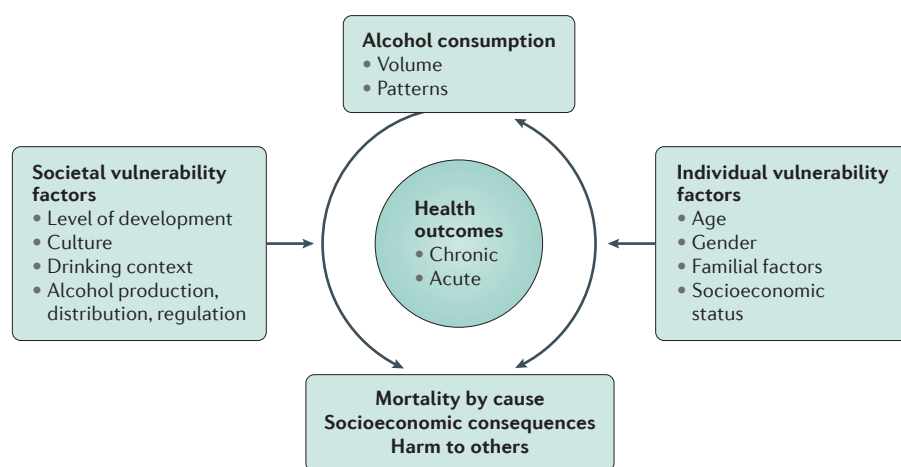 Alcohol consumption
• Volume
• Patterns
Societal vulnerability
factors
• Level of development
• Culture
• Drinking context
• Alcohol production,
distribution, regulation
Health
outcomes
• Chronic
• Acute
Individual vulnerability
factors
• Age
• Gender
• Familial factors
• Socioeconomic
status
Mortality by cause
Socioeconomic consequences
Harm to others